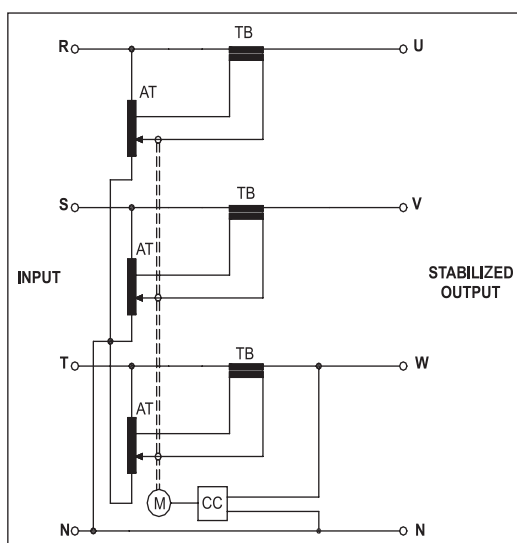 TB
R
U
AT
TB
S
V
AT
INPUT
STABILIZED
OUTPUT
TB
T
W
AT
M
CC
N
N